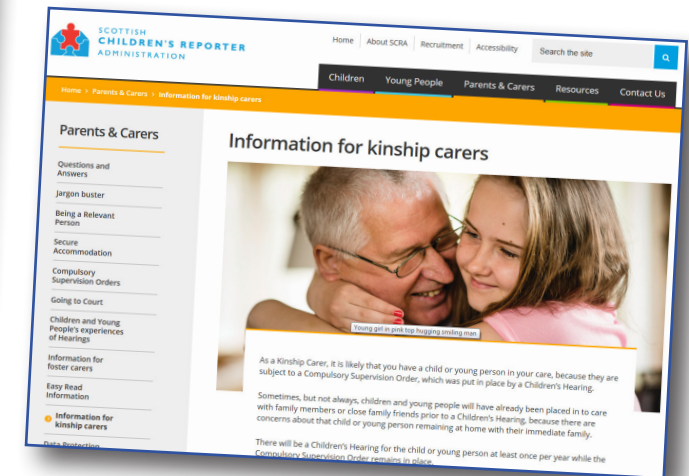 SCOTTISH
CHILDREN'S REPORTER
ADMINISTRATION
Home
About SCRA
Recruitment
Accessibility
Search the site
Children
Young People
Parents & Carers
Resources
Contact Us
Home > Parents & Carers > Information for kinship carers
Parents & Carers
Questions and
Answers
Jargon buster
Being a Relevant
Person
Secure
Accommodation
Compulsory
Supervision Orders
Going to Court
Children and Young
People's experiences
of Hearings
Information for
foster carers
Easy Read
Information
Information for
kinship carers
Data Protection
Information for kinship carers
Young girl in pink top hugging smiling man
As a Kinship Carer, it is likely that you have a child or young person in your care, because they are
subject to a Compulsory Supervision Order, which was put in place by a Children's Hearing.
Sometimes, but not always, children and young people will have already been placed in to care
with family members or close family friends prior to a Children's Hearing, because there are
concerns about that child or young person remaining at home with their immediate family.
There will be a Children's Hearing for the child or young person at least once per year while the
Compulsory Supervision Order remains in place.